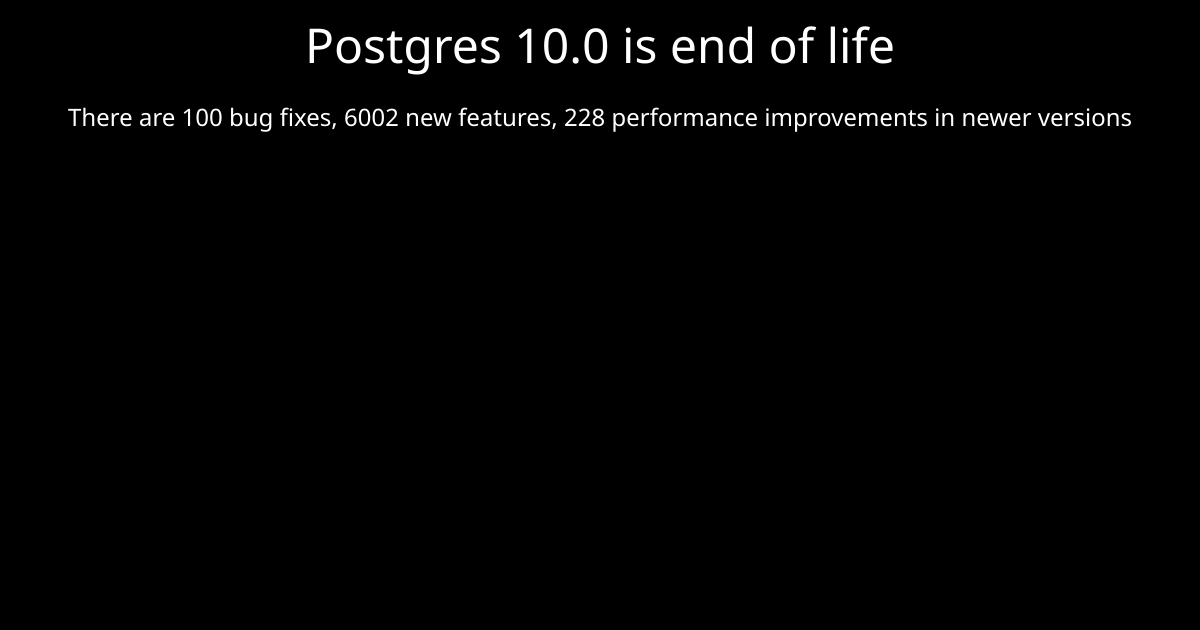 Postgres 10.0 is end of life
There are 100 bug fixes, 6002 new features, 228 performance improvements in newer versions